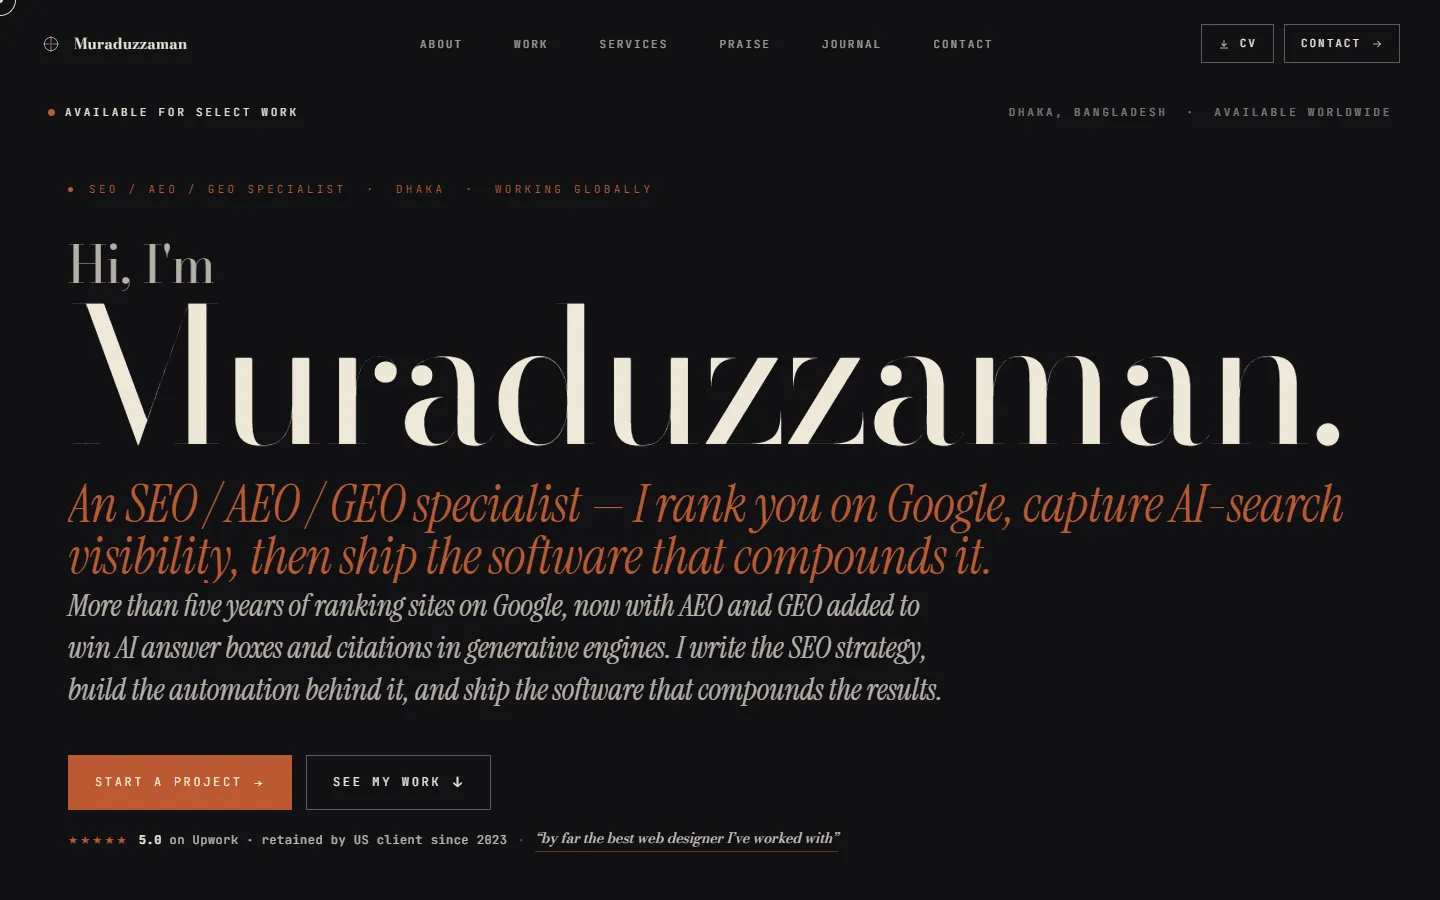 Muraduzzaman
ABOUT WORK SERVICES PRAISE JOURNAL CONTACT
CV CONTACT →
AVAILABLE FOR SELECT WORK
DHAKA, BANGLADESH · AVAILABLE WORLDWIDE
SEO / AEO / GEO SPECIALIST · DHAKA · WORKING GLOBALLY
Hi, I'm
Muraduzzaman.
An SEO / AEO / GEO specialist — I rank you on Google, capture AI-search
visibility, then ship the software that compounds it.
More than five years of ranking sites on Google, now with AEO and GEO added to
win AI answer boxes and citations in generative engines. I write the SEO strategy,
build the automation behind it, and ship the software that compounds the results.
START A PROJECT →
SEE MY WORK ↓
★★★★★ 5.0 on Upwork · retained by US client since 2023 · “by far the best web designer I've worked with”